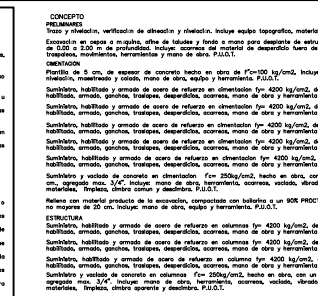 CONCEPTO
PRELIMINARES
Trazo y nivelación, verificación de alineación y nivelación. Incluye equipo topografico, material
Excavacion en cepas a maquina, afine de taludes y fondo a mano para desplante de estru
de 0.00 a 2.00 m de profundidad. Incluye: acarreos del material de desperdicio fuera de
traspaleos, movimientos, herramientas y mano de obra. P.U.O.T.
CIMENTACION
Plantilla de 5 cm, de espesor de concreto hecho en obra de f'c=100 kg/cm2, incluye
nivelación, maestreado y colado, mano de obra, equipo y herramienta. P.U.O.T.
Suministro, habilitado y armado de acero de refuerzo en cimentacion fy= 4200 kg/cm2, d
habilitado, armado, ganchos, traslapes, desperdicios, acarreos, mano de obra y herramienta
Suministro, habilitado y armado de acero de refuerzo en cimentacion fy= 4200 kg/cm2, d
habilitado, armado, ganchos, traslapes, desperdicios, acarreos, mano de obra y herramienta
Suministro, habilitado y armado de acero de refuerzo en cimentacion fy= 4200 kg/cm2, d
habilitado, armado, ganchos, traslapes, desperdicios, acarreos, mano de obra y herramienta
Suministro, habilitado y armado de acero de refuerzo en cimentacion fy= 4200 kg/cm2,
habilitado, armado, ganchos, traslapes, desperdicios, acarreos, mano de obra y herramienta
Suministro y vaciado de concreto en cimentación f'c= 250kg/cm2, hecho en obra, con
cm., agregado max. 3/4". Incluye: mano de obra, herramienta, acarreos, vaciado, vibrad
materiales, limpieza, cimbra comun y descimbra. P.U.O.T.
Relleno con material producto de la excavacion, compactado con bailarina a un 90% PROCT
no mayores de 20 cm. Incluye: mano de obra, equipo y herramienta. P.U.O.T.
ESTRUCTURA
Suministro, habilitado y armado de acero de refuerzo en columnas fy= 4200 kg/cm2, de
habilitado, armado, ganchos, traslapes, desperdicios, acarreos, mano de obra y herramienta
Suministro, habilitado y armado de acero de refuerzo en columnas fy= 4200 kg/cm2, de
habilitado, armado, ganchos, traslapes, desperdicios, acarreos, mano de obra y herramienta
Suministro, habilitado y armado de acero de refuerzo en columna fy= 4200 kg/cm2,
habilitado, armado, ganchos, traslapes, desperdicios, acarreos, mano de obra y herramienta
Suministro y vaciado de concreto en columnas f'c= 250kg/cm2, hecho en obra, con un
agregado max. 3/4". Incluye: mano de obra, herramienta, acarreos, vaciado, vibrado
materiales, limpieza, cimbra aparente y descimbra. P.U.O.T.